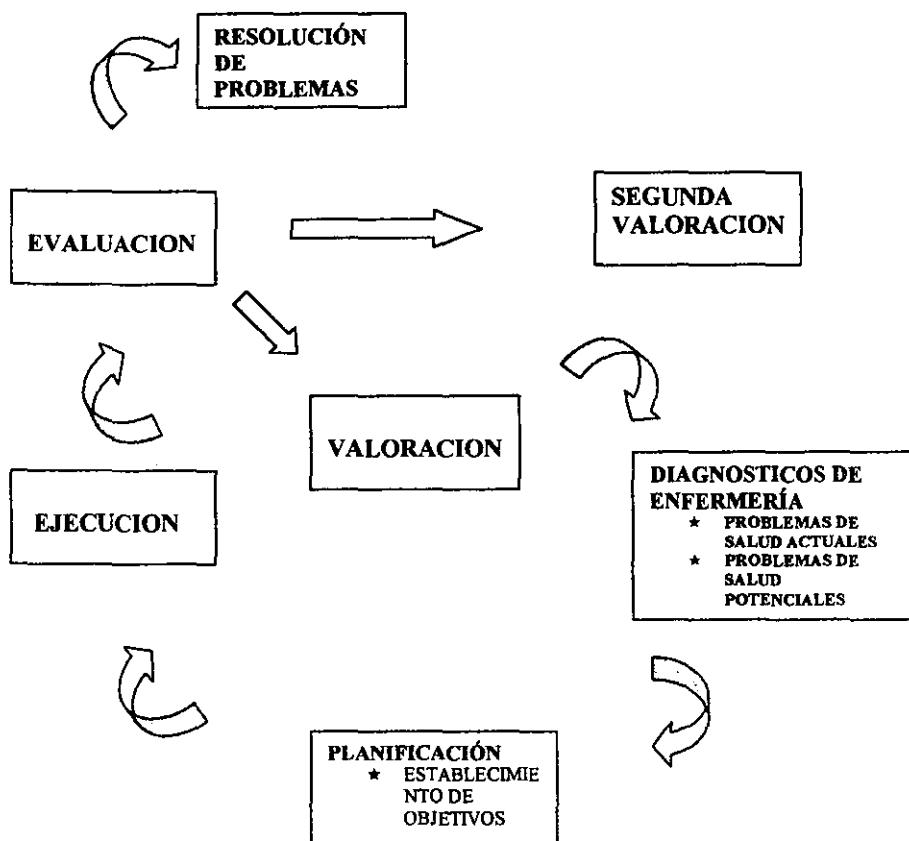 RESOLUCIÓN
DE
PROBLEMAS
EVALUACION
SEGUNDA
VALORACION
VALORACION
EJECUCION
DIAGNOSTICOS DE
ENFERMERÍA
★ PROBLEMAS DE
SALUD ACTUALES
★ PROBLEMAS DE
SALUD
POTENCIALES
PLANIFICACIÓN
★ ESTABLECIMIE
NTO DE
OBJETIVOS